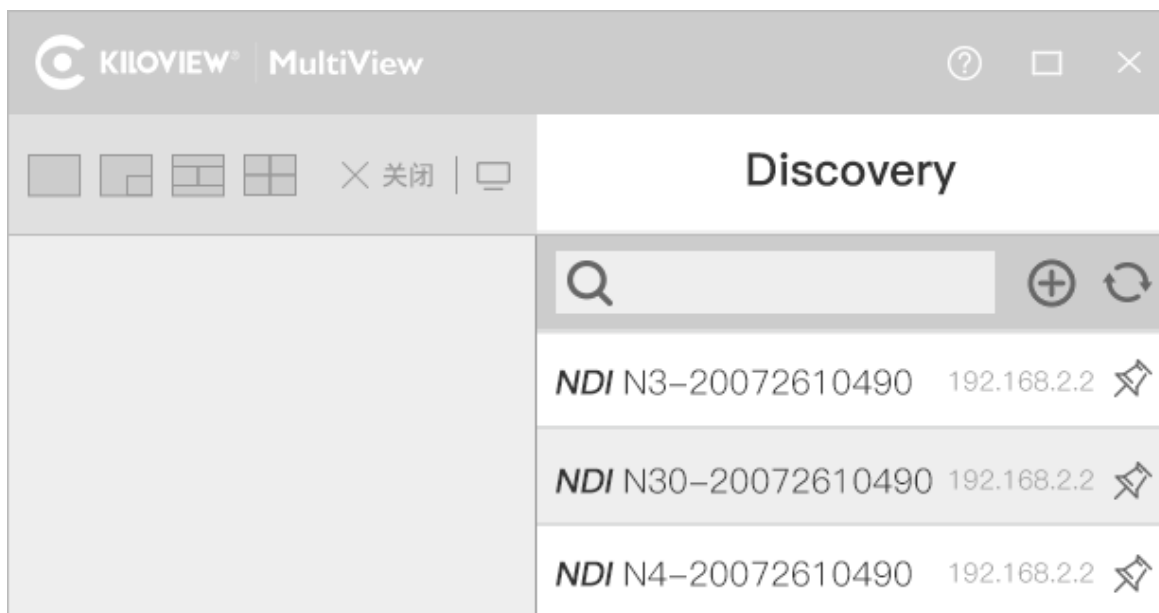 KILOVIEW® MultiView
关闭
Discovery
NDI N3-20072610490 192.168.2.2
NDI N30-20072610490 192.168.2.2
NDI N4-20072610490 192.168.2.2